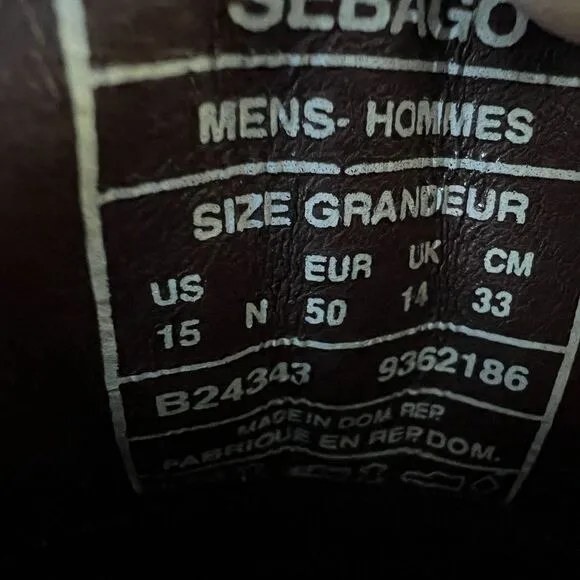 SEBAGO
MENS- HOMMES
SIZE GRANDEUR
US EUR UK CM
15 N 50 14 33
B24343 9362186
MADE IN DOM. REP.
FABRIQUE EN REP. DOM.